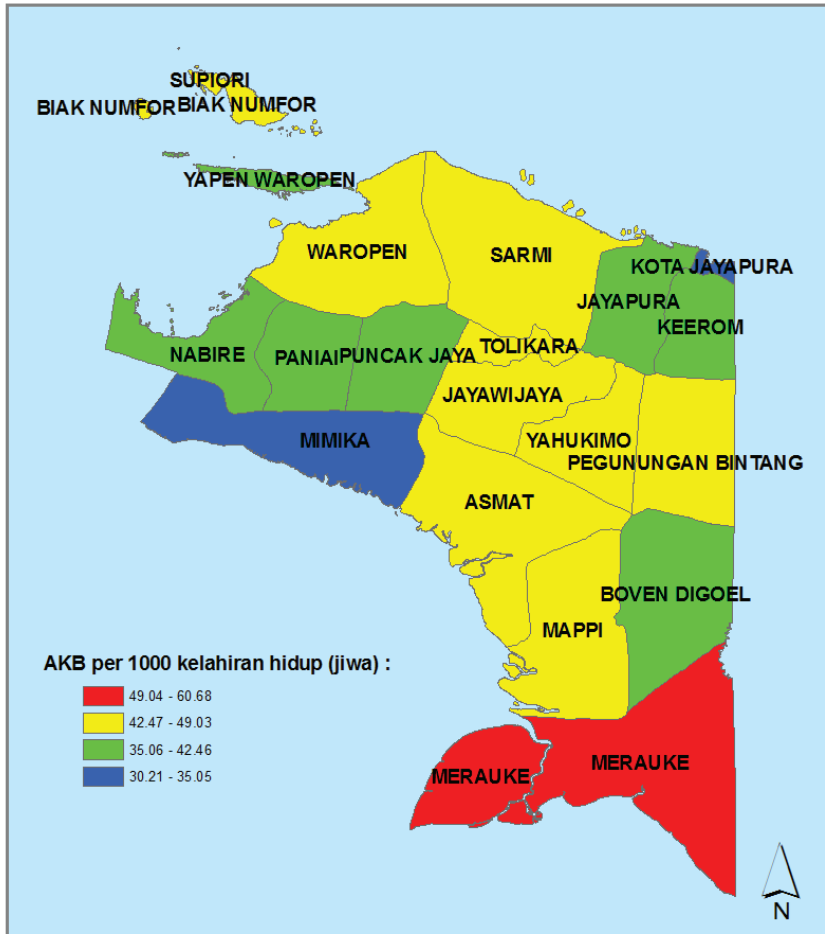 SUPIORI
BIAK NUMFOR
BIAK NUMFOR
YAPEN WAROPEN
WAROPEN
SARMI
KOTA JAYAPURA
JAYAPURA
KEEROM
NABIRE
PANIAI
PUNCAK JAYA
TOLIKARA
JAYAWIJAYA
MIMIKA
YAHUKIMO
PEGUNUNGAN BINTANG
ASMAT
BOVEN DIGOEL
MAPPI
AKB per 1000 kelahiran hidup (jiwa) :
49.04 - 60.68
42.47 - 49.03
35.06 - 42.46
30.21 - 35.05
MERAUKE
MERAUKE
N